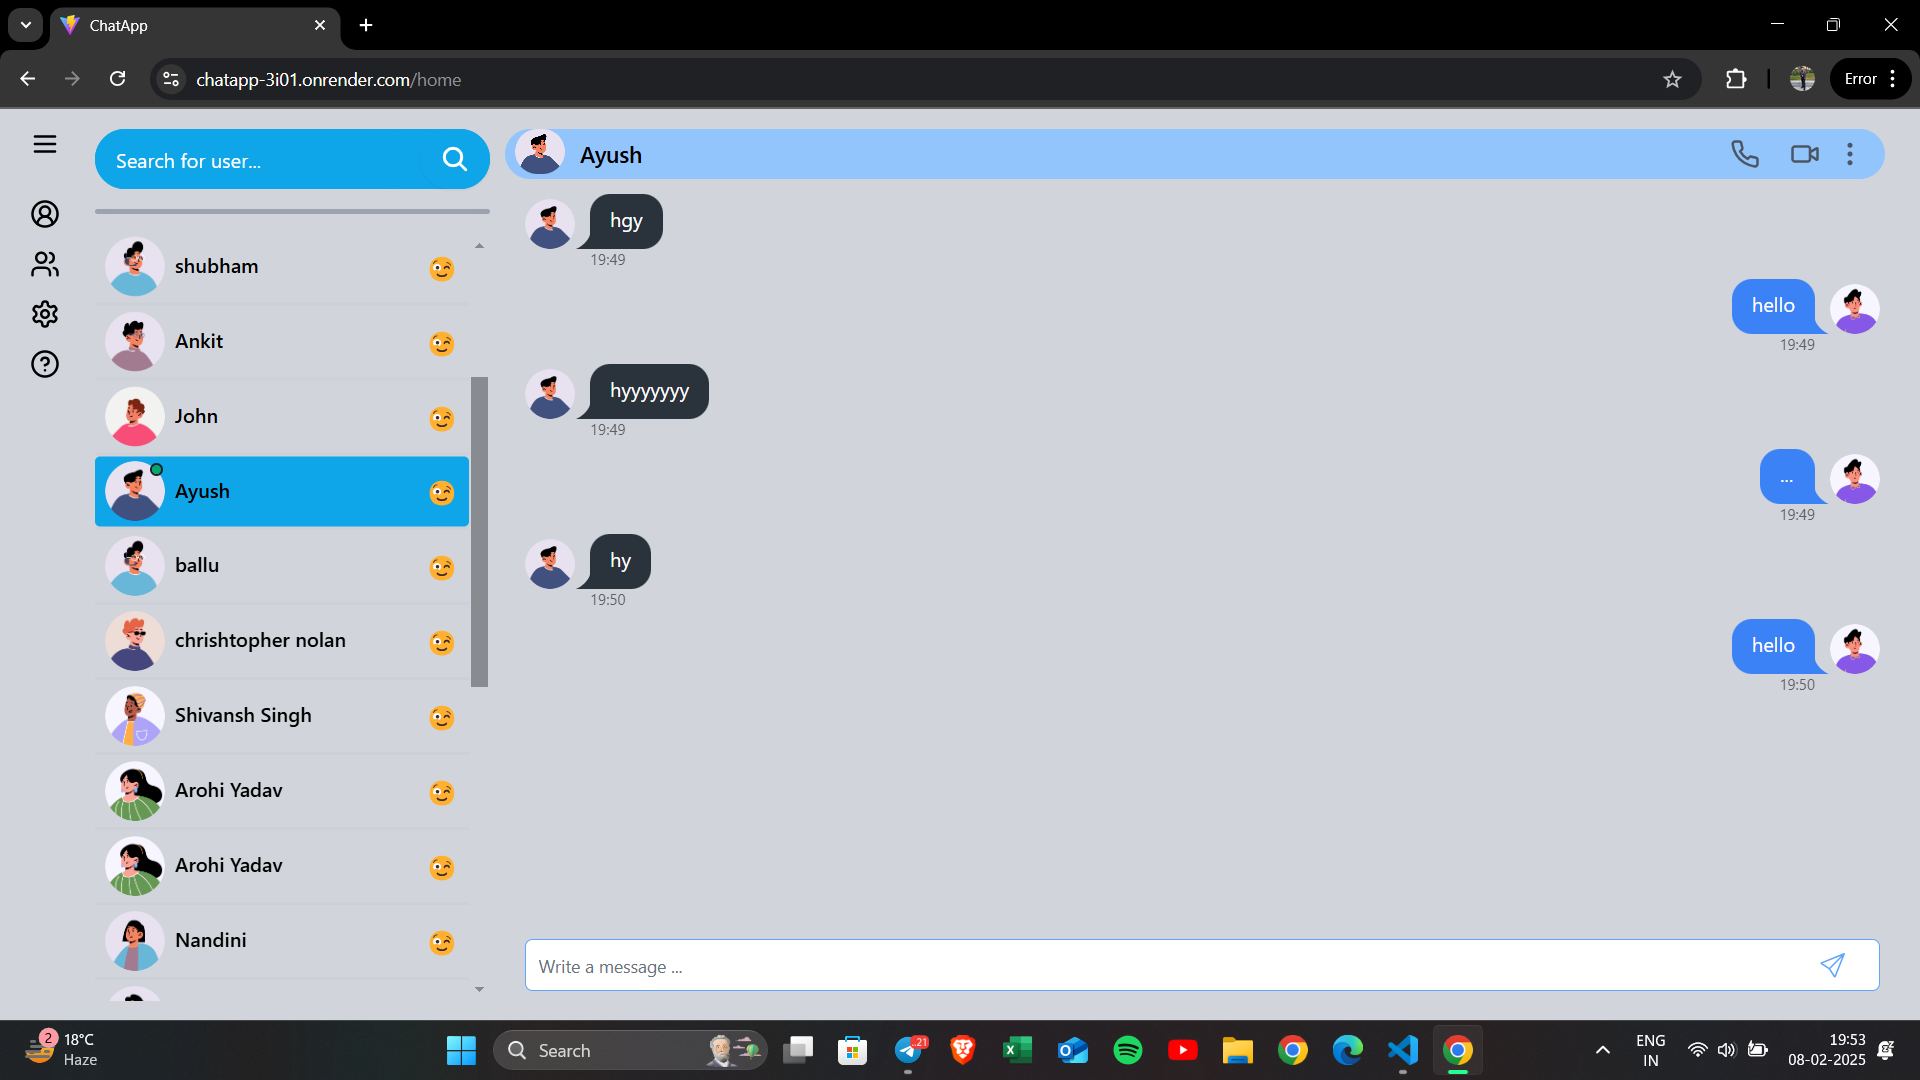 ChatApp
chatapp-3i01.onrender.com/home
Error
Search for user...
shubham
Ankit
John
Ayush
ballu
chrishtopher nolan
Shivansh Singh
Arohi Yadav
Arohi Yadav
Nandini
Ayush
hgy
19:49
hello
19:49
hyyyyyyy
19:49
...
19:49
hy
19:50
hello
19:50
Write a message ...
2
18°C
Haze
Search
..21
ENG
IN
19:53
08-02-2025